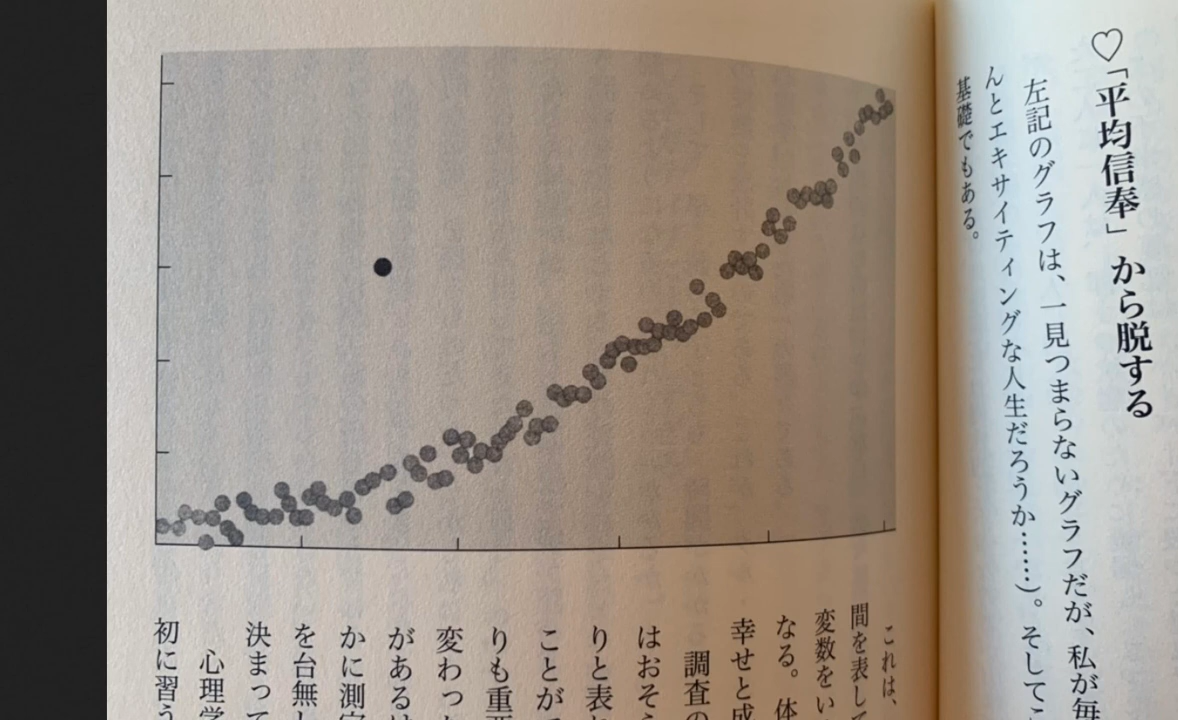 ♡「平均信奉」から脱する
左記のグラフは、一見つまらないグラフだが、私が毎
んとエキサイティングな人生だろうか……)。そしてこ
基礎でもある。
これは、
間を表して
変数をい
なる。体
幸せと成
調査の
はおそら
りと表れ
ことがで
りも重要
変わった
があるは
かに測定
を台無し
決まって
心理学
初に習う